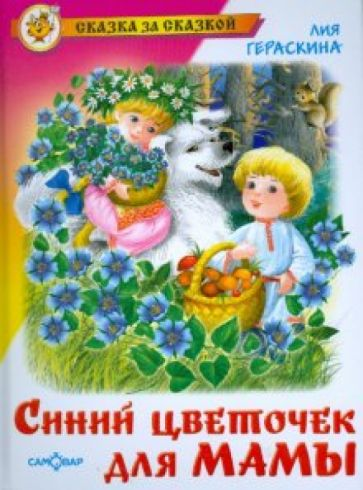 СКАЗКА ЗА СКАЗКОЙ
ЛИЯ
ГЕРАСКИНА
СИНИЙ ЦВЕТОЧЕК
ДЛЯ МАМЫ
САМОВАР